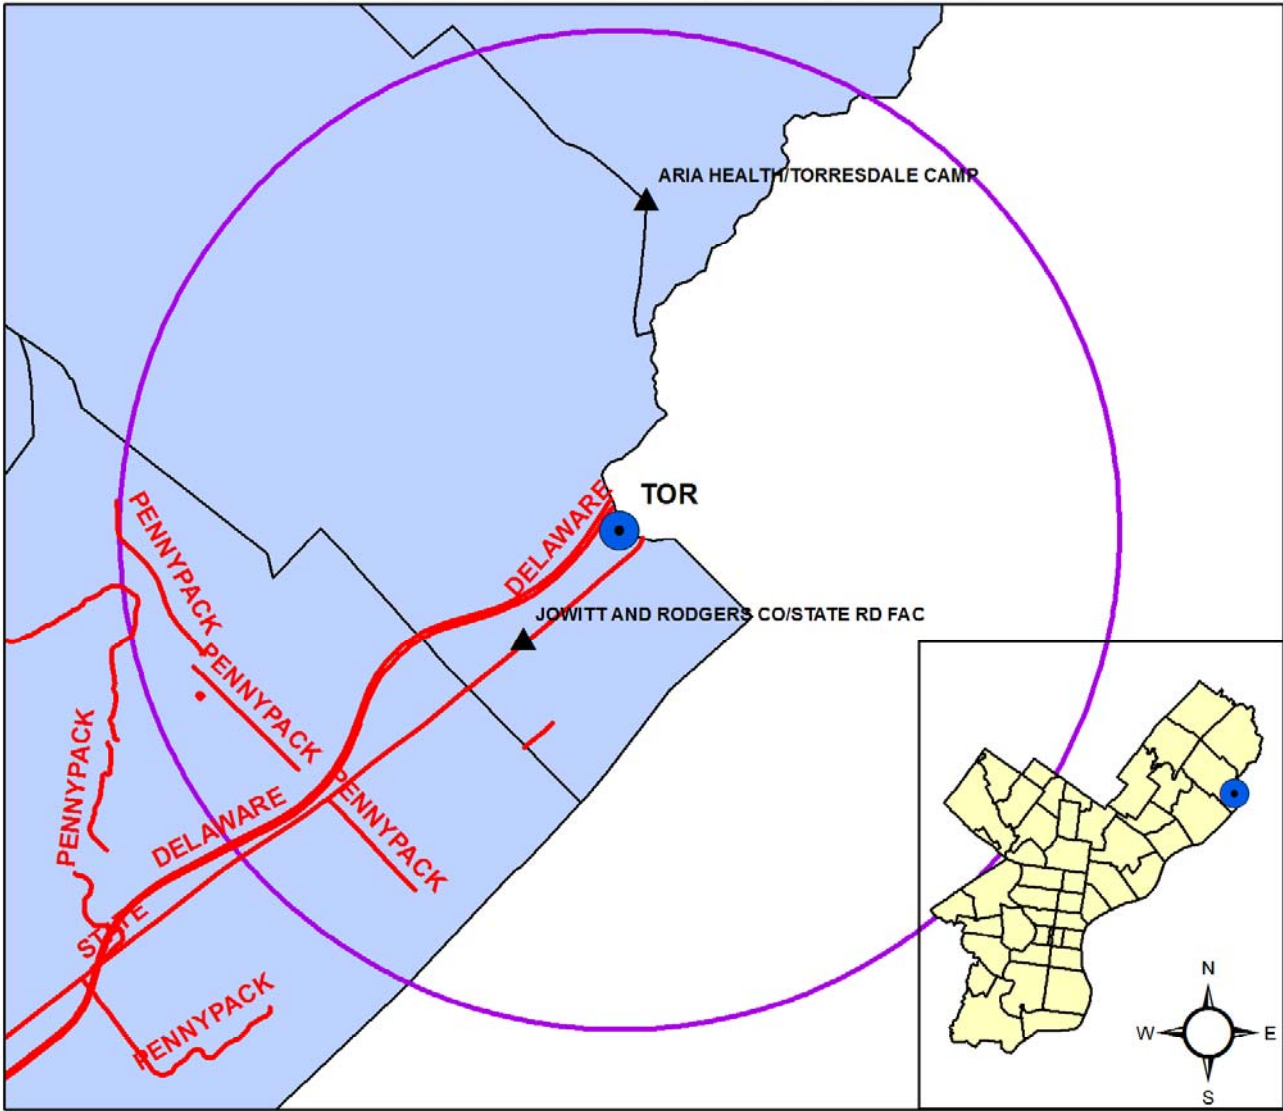 ARIA HEALTH/TORRESDALE CAMP
TOR
DELAWARE
PENNYPACK
JOWITT AND RODGERS CO/STATE RD FAC
PENNYPACK
PENNYPACK
PENNYPACK
DELAWARE
STATE
PENNYPACK
N
W
E
S